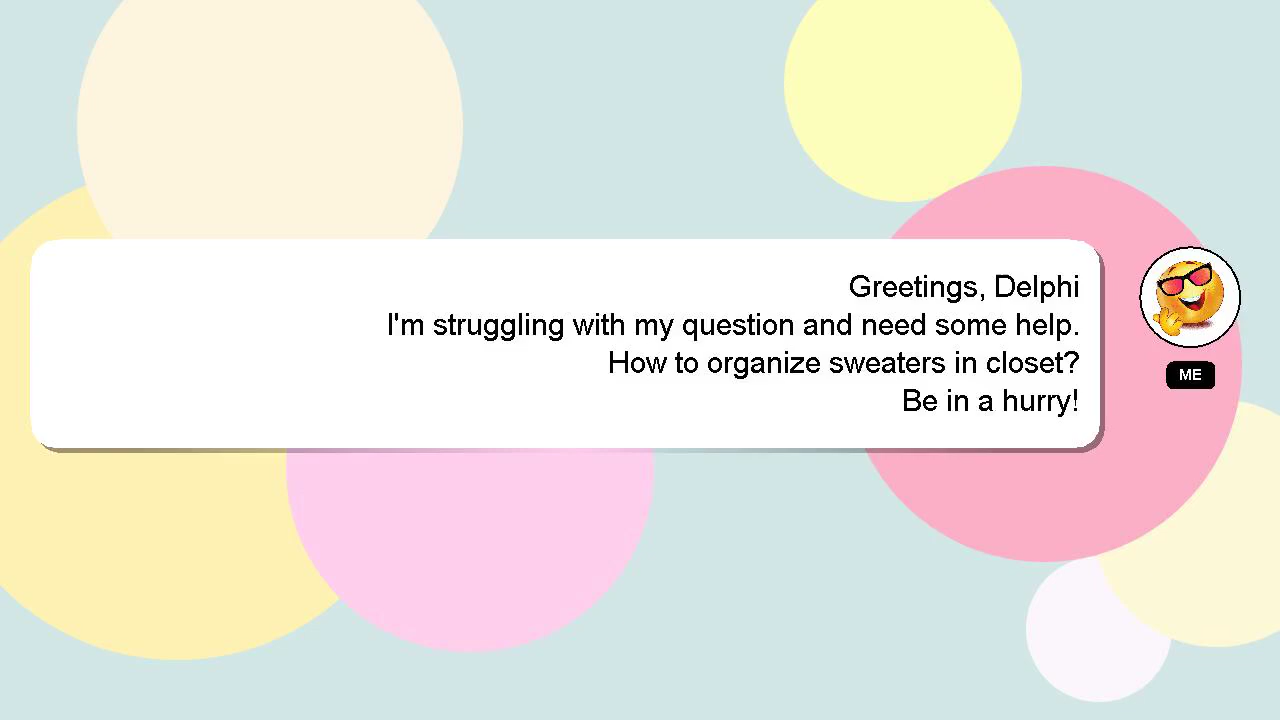 Greetings, Delphi
I'm struggling with my question and need some help.
How to organize sweaters in closet?
Be in a hurry!
ME